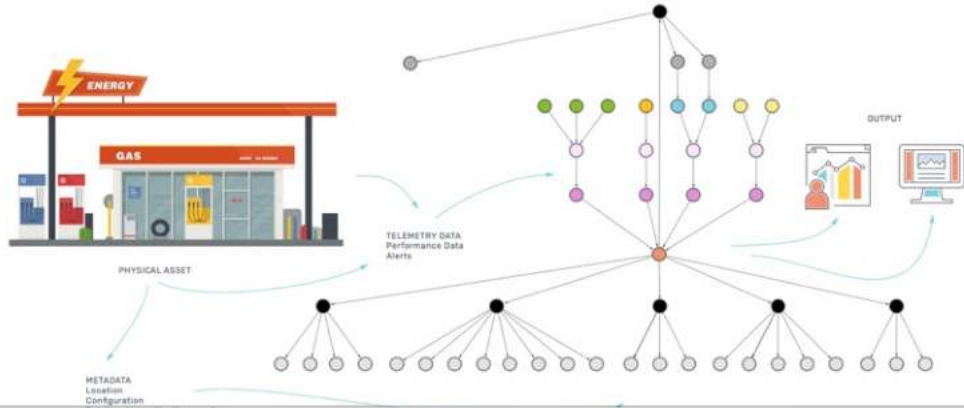 ENERGY
GAS
PHYSICAL ASSET
TELEMETRY DATA
Performance Data
Alerts
OUTPUT
METADATA
Location
Configuration